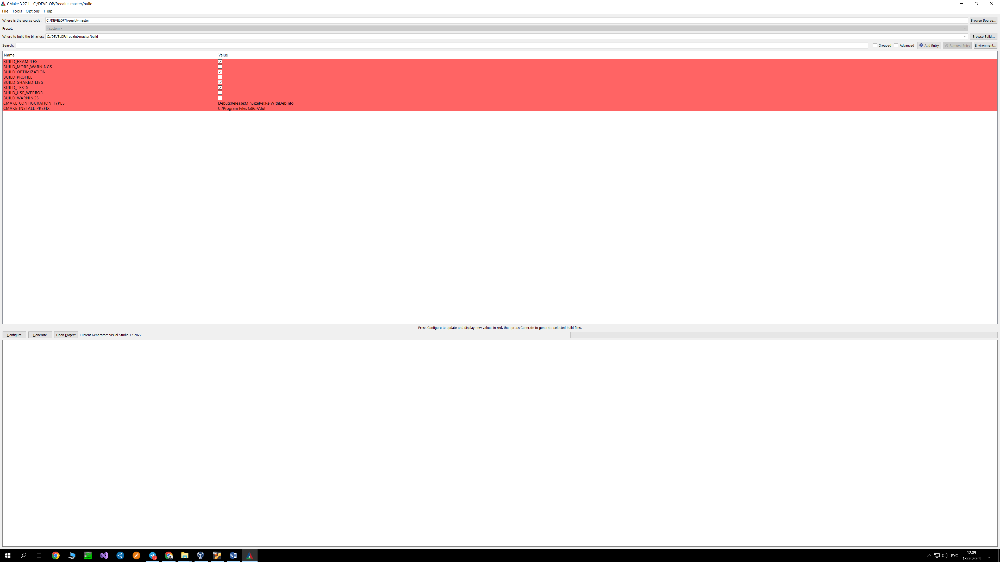 CMake 3.27.1 - C:/DEVELOP/freealut-master/build
File Tools Options Help
Where is the source code: C:/DEVELOP/freealut-master Browse Source...
Preset: <custom>
Where to build the binaries: C:/DEVELOP/freealut-master/build Browse Build...
Search: Grouped Advanced Add Entry Remove Entry Environment...
Name Value
BUILD_EXAMPLES
BUILD_MORE_WARNINGS
BUILD_OPTIMIZATION
BUILD_PROFILE
BUILD_SHARED_LIBS
BUILD_TESTS
BUILD_USE_WERROR
BUILD_WARNINGS
CMAKE_CONFIGURATION_TYPES Debug;Release;MinSizeRel;RelWithDebInfo
CMAKE_INSTALL_PREFIX C:/Program Files (x86)/Alut
Press Configure to update and display new values in red, then press Generate to generate selected build files.
Configure Generate Open Project Current Generator: Visual Studio 17 2022
17
РУС
12:09
13.02.2024